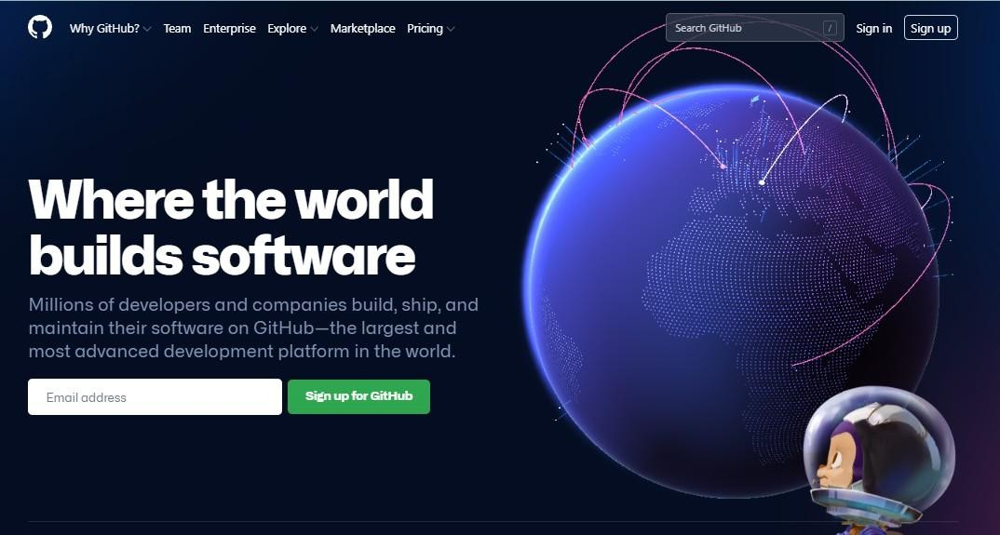 Why GitHub? Team Enterprise Explore Marketplace Pricing Search GitHub / Sign in Sign up
Where the world
builds software
Millions of developers and companies build, ship, and
maintain their software on GitHub—the largest and
most advanced development platform in the world.
Email address Sign up for GitHub